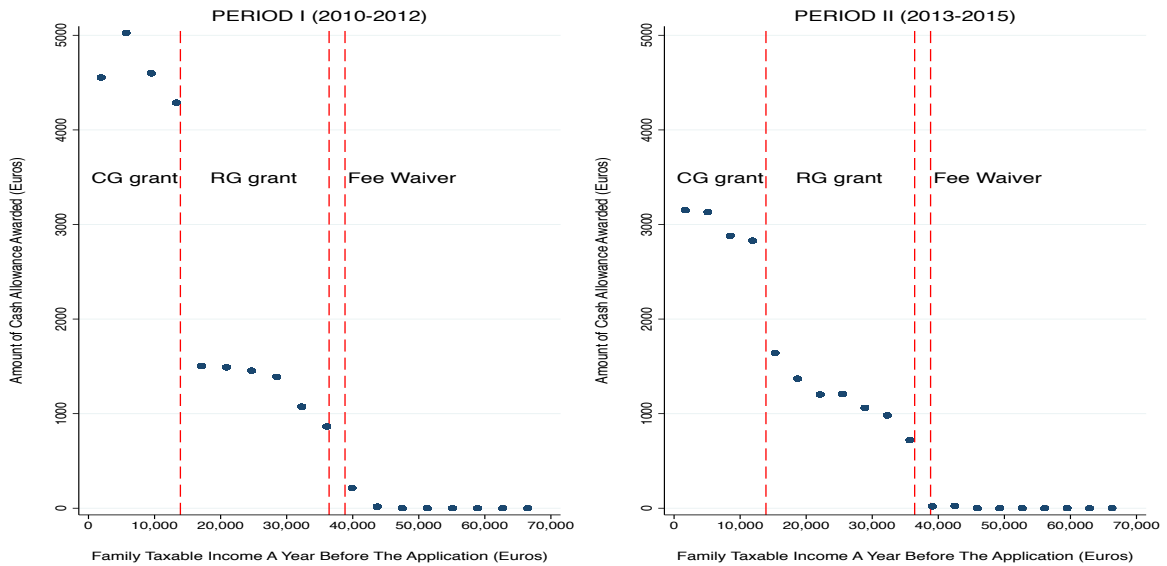 PERIOD I (2010-2012)
Amount of Cash Allowance Awarded (Euros)
5000
4000
3000
2000
1000
0
CG grant
RG grant
Fee Waiver
0
10,000
20,000
30,000
40,000
50,000
60,000
70,000
Family Taxable Income A Year Before The Application (Euros)
PERIOD II (2013-2015)
Amount of Cash Allowance Awarded (Euros)
5000
4000
3000
2000
1000
0
CG grant
RG grant
Fee Waiver
0
10,000
20,000
30,000
40,000
50,000
60,000
70,000
Family Taxable Income A Year Before The Application (Euros)